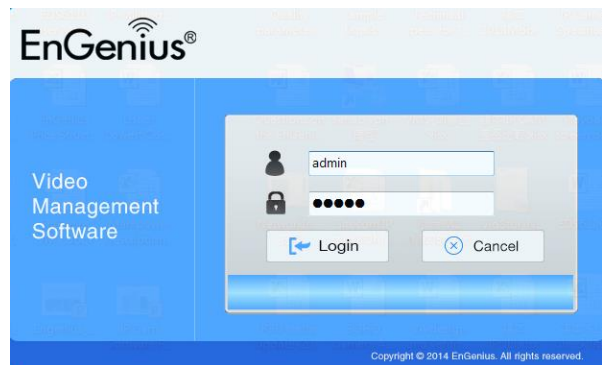 EnGenius®
admin
Video
Management
Software
Login
Cancel
Copyright © 2014 EnGenius. All rights reserved.